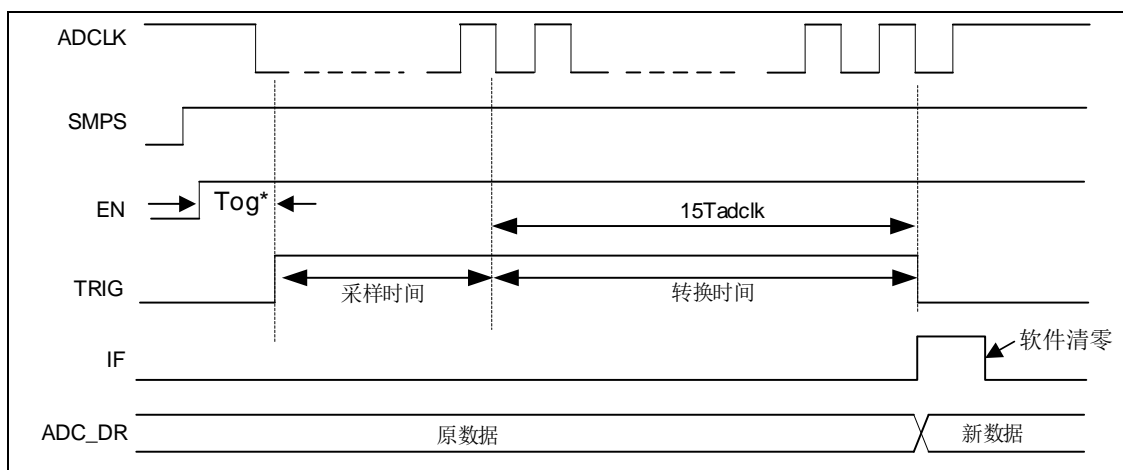 ADCLK
SMPS
EN
Tog*
15Tadclk
TRIG
采样时间
转换时间
IF
软件清零
ADC_DR
原数据
新数据